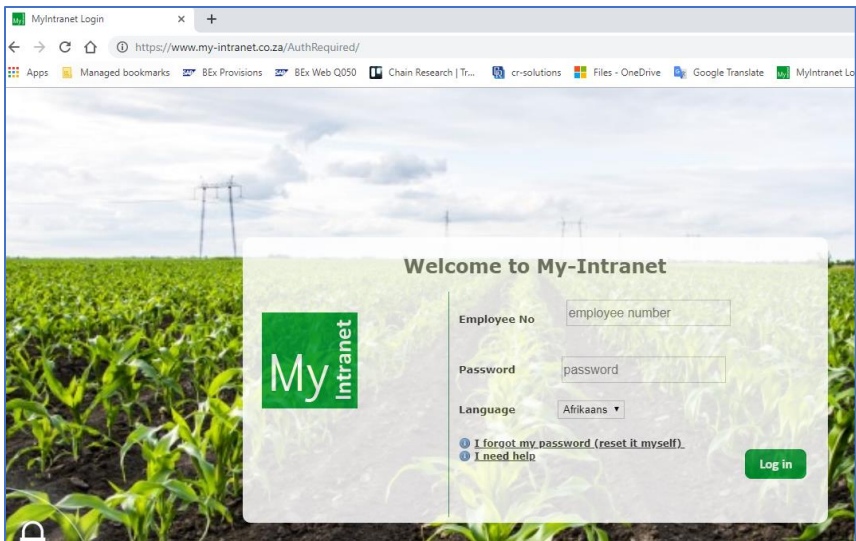 MyIntranet Login
https://www.my-intranet.co.za/AuthRequired/
Apps Managed bookmarks BEx Provisions BEx Web Q050 Chain Research | Tr... cr-solutions Files - OneDrive Google Translate MyIntranet Lo
Welcome to My-Intranet
My Intranet
Employee No employee number
Password password
Language Afrikaans
I forgot my password (reset it myself)
I need help
Log in